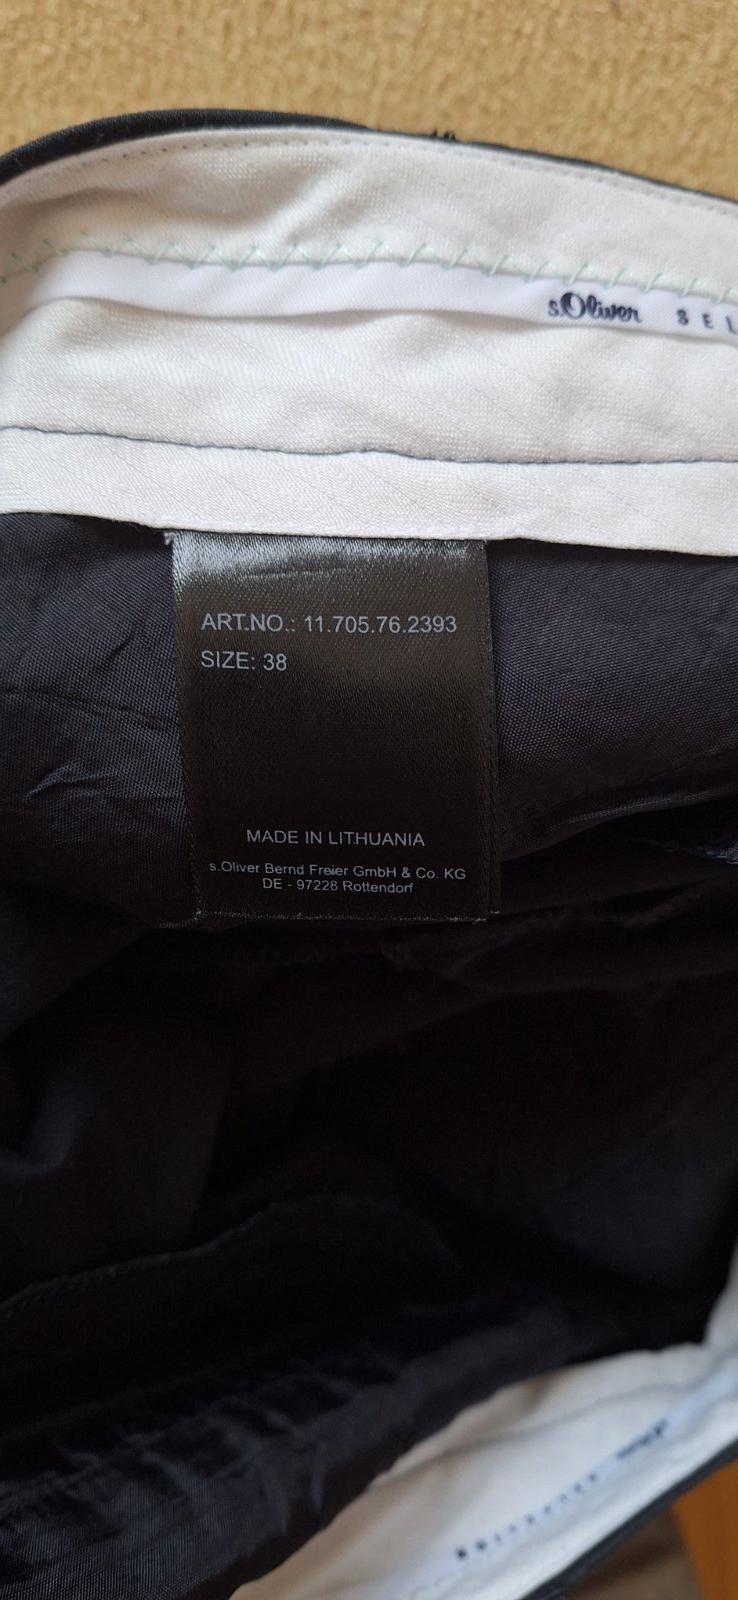 s.Oliver SEL
ART.NO.: 11.705.76.2393
SIZE: 38
MADE IN LITHUANIA
s.Oliver Bernd Freier GmbH & Co. KG
DE - 97228 Rottendorf